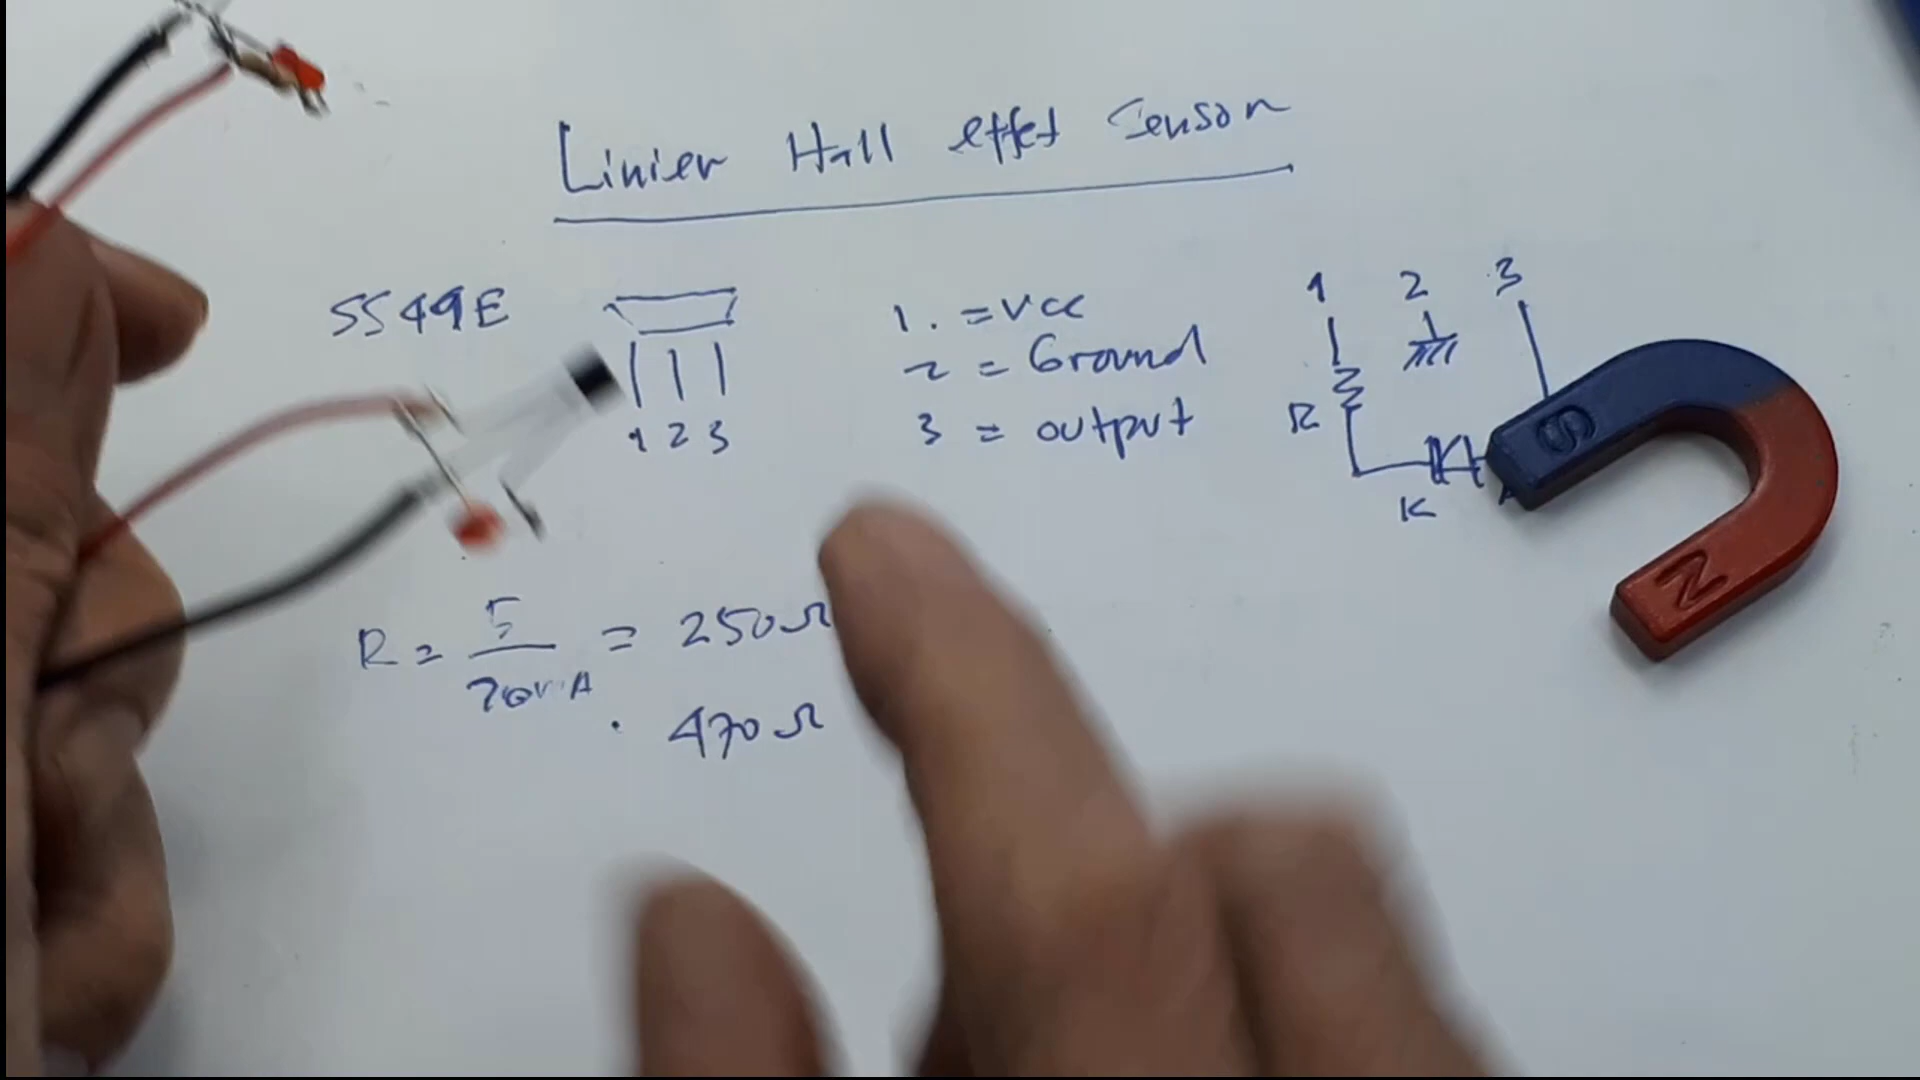 Linier Hall effet Sensor
SS49E
1 2 3
1. = Vcc
2 = Ground
3 = output
1 2 3
R
K
S
N
R = 5 / 20mA = 250Ω
470Ω